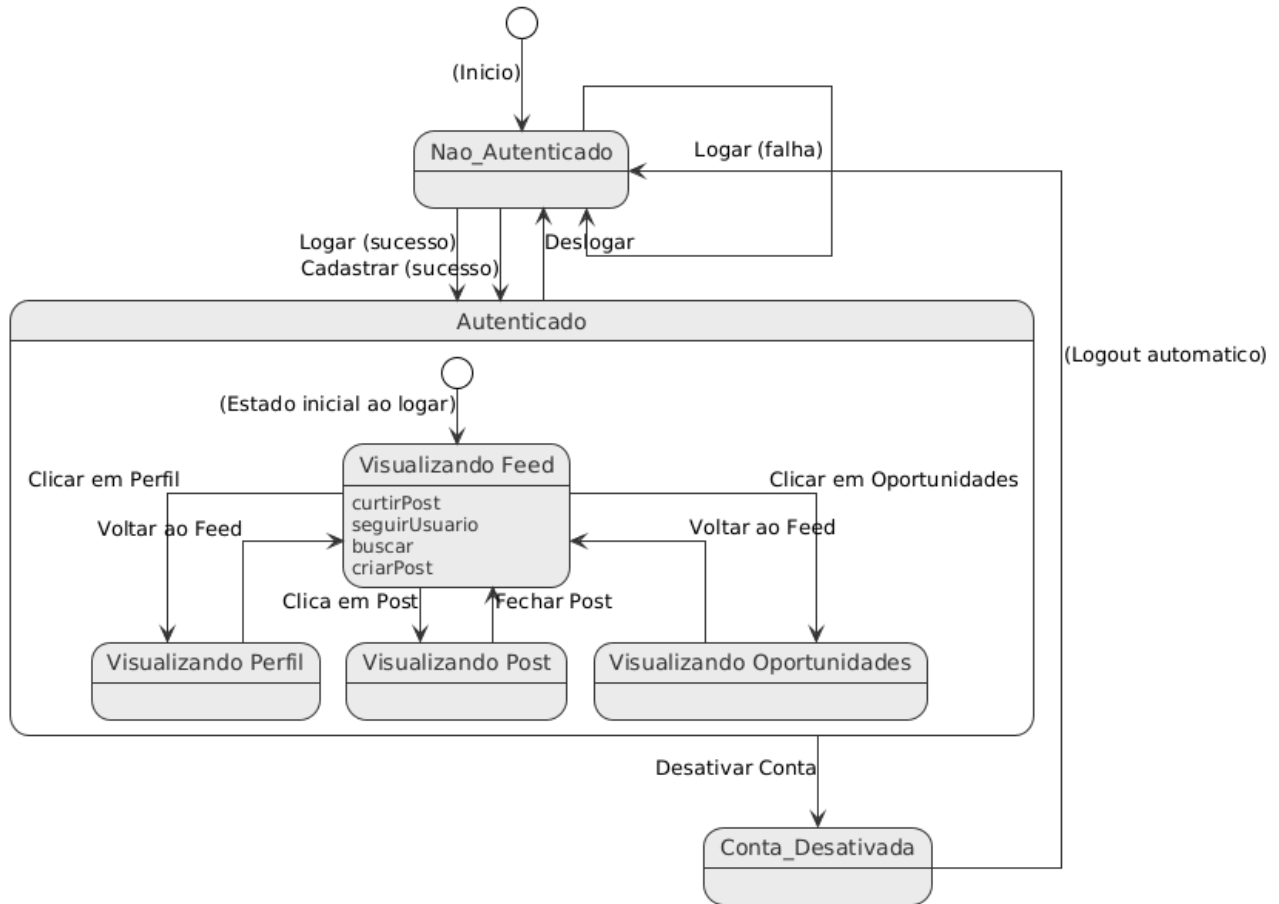 (Inicio)
Nao_Autenticado
Logar (falha)
Logar (sucesso)
Deslogar
Cadastrar (sucesso)
Autenticado
(Logout automatico)
(Estado inicial ao logar)
Visualizando Feed
Clicar em Perfil
Clicar em Oportunidades
curtirPost
seguirUsuario
buscar
criarPost
Voltar ao Feed
Voltar ao Feed
Clica em Post
Fechar Post
Visualizando Perfil
Visualizando Post
Visualizando Oportunidades
Desativar Conta
Conta_Desativada